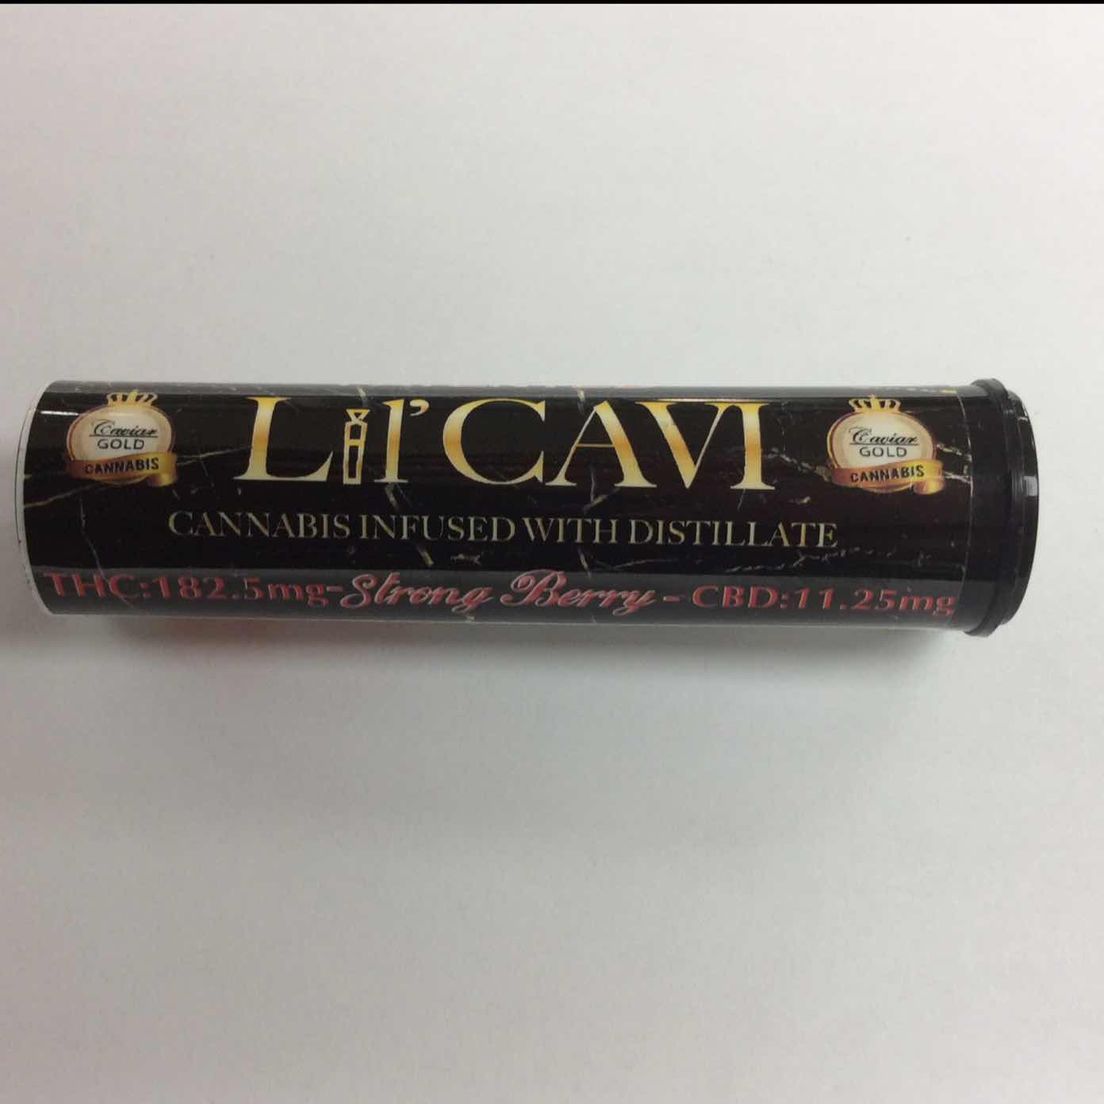 Caviar
GOLD
CANNABIS
Lil'CAVI
Caviar
GOLD
CANNABIS
CANNABIS INFUSED WITH DISTILLATE
THC:182.5mg-Strong Berry - CBD:11.25mg